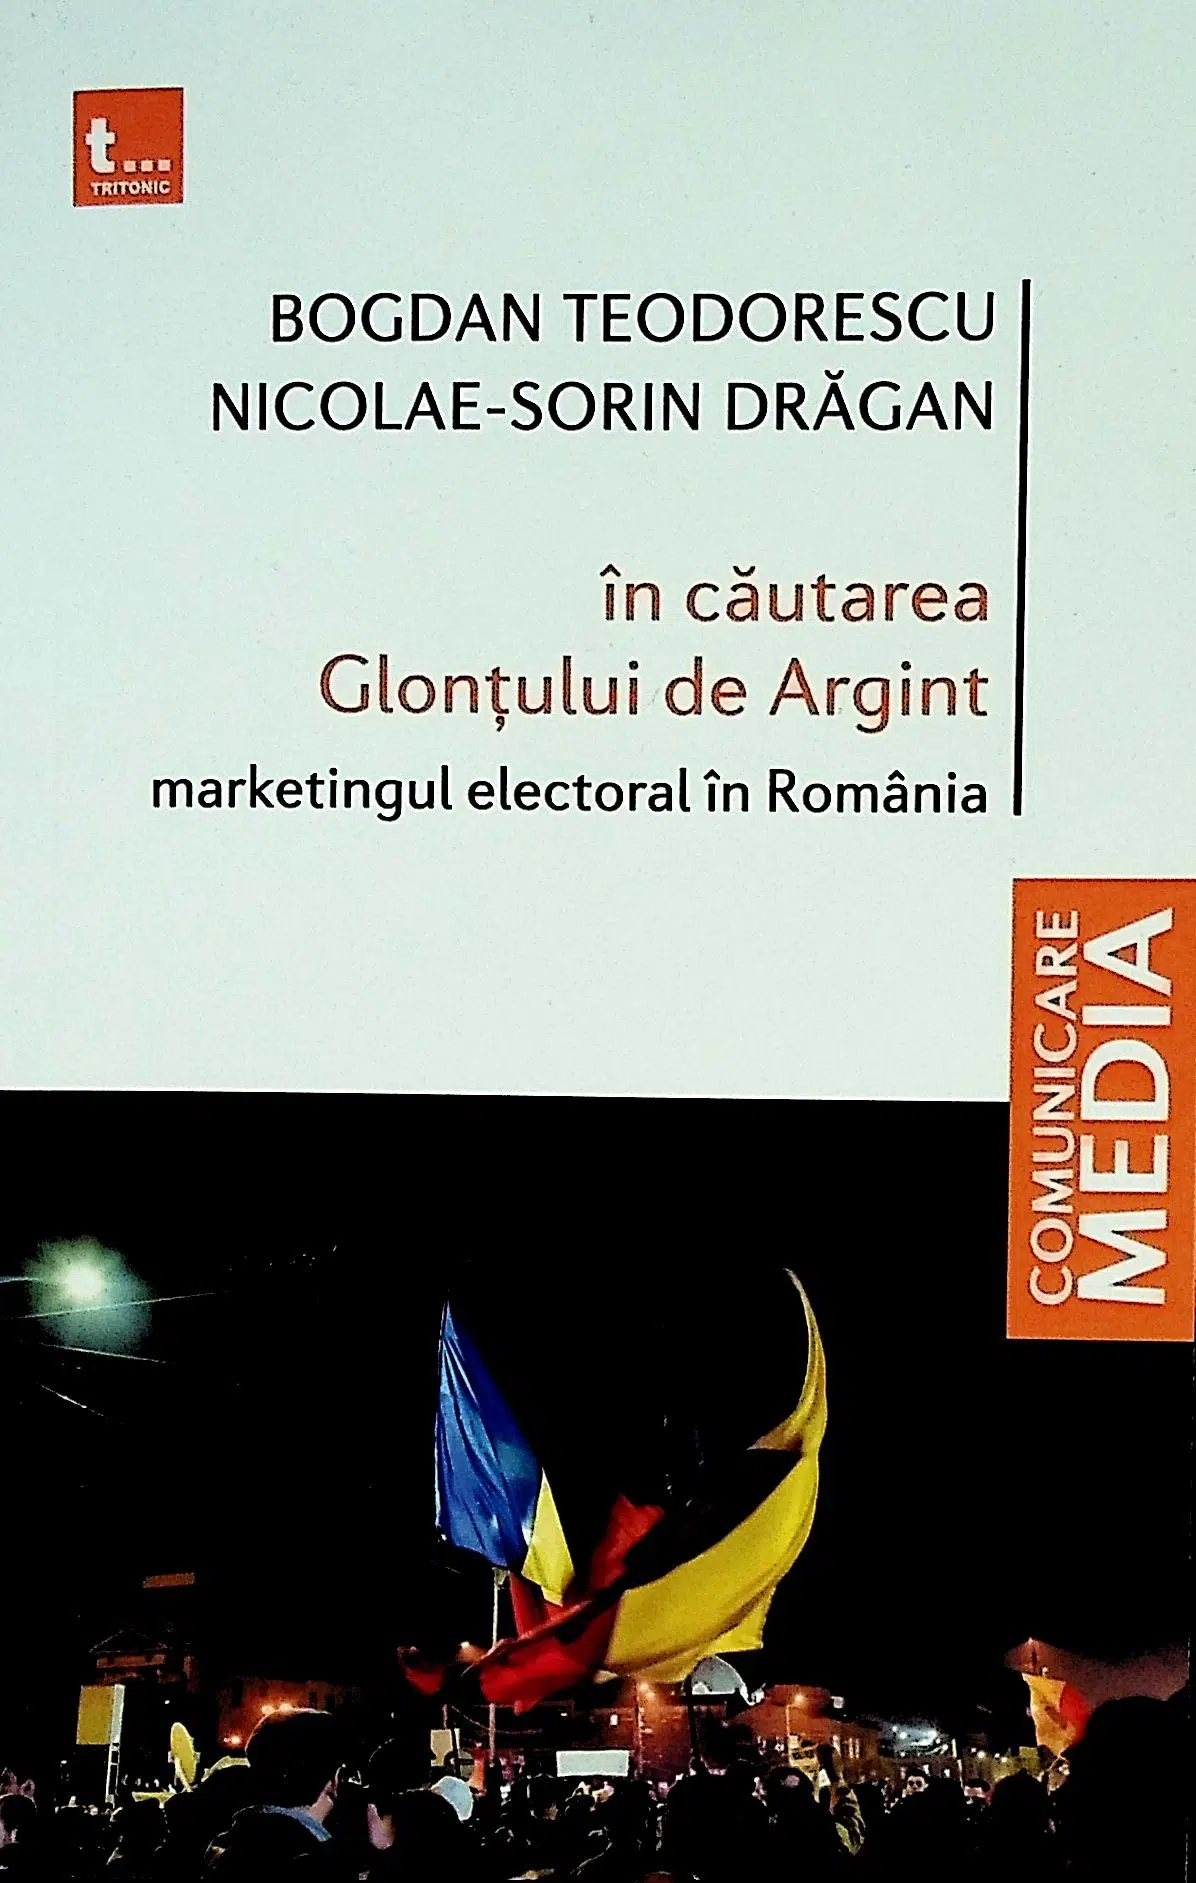 t...
TRITONIC
BOGDAN TEODORESCU
NICOLAE-SORIN DRĂGAN
în căutarea
Glonțului de Argint
marketingul electoral în România
COMUNICARE
MEDIA